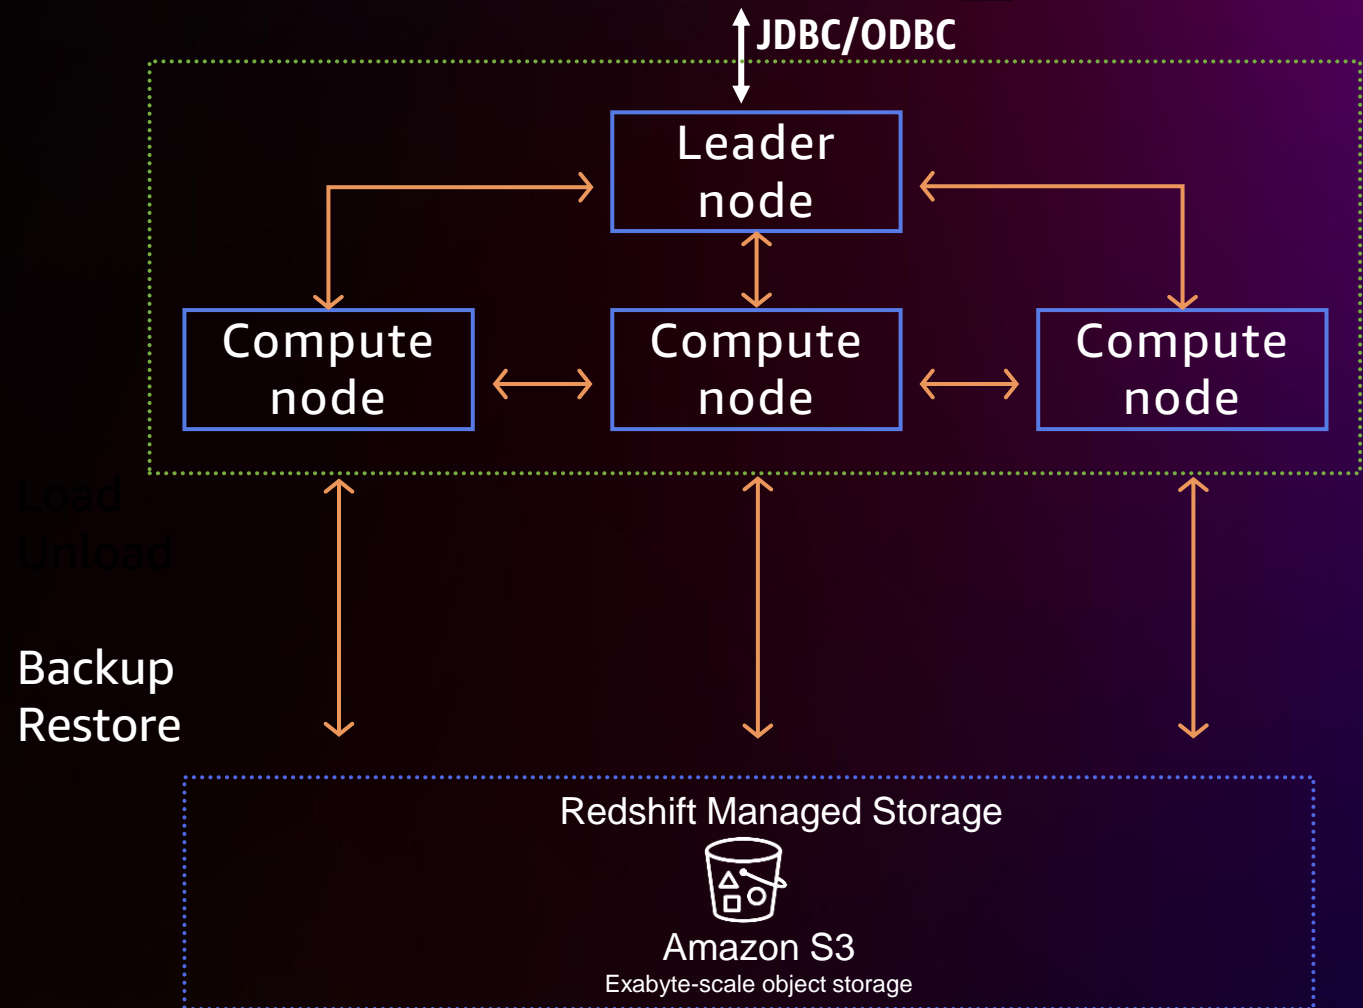 JDBC/ODBC
Leader
node
Compute
node
Compute
node
Compute
node
Load
Unload
Backup
Restore
Redshift Managed Storage
Amazon S3
Exabyte-scale object storage